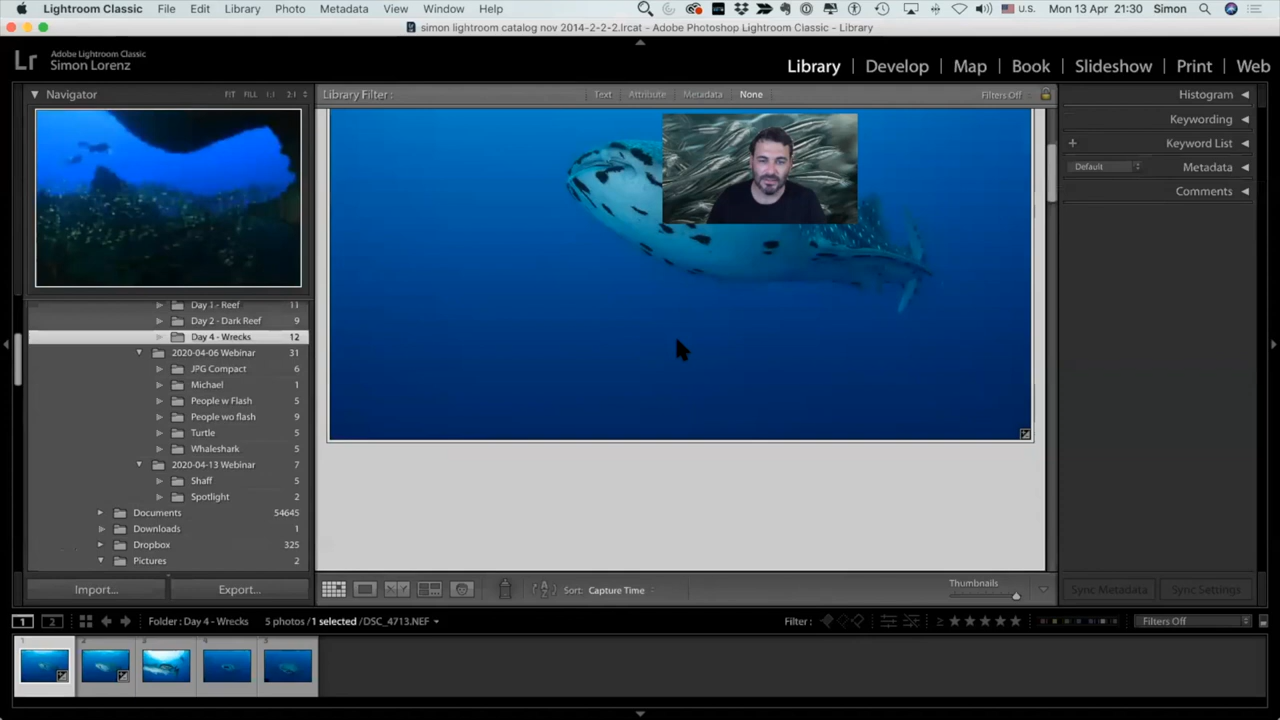 Lightroom Classic File Edit Library Photo Metadata View Window Help U.S. Mon 13 Apr 21:30 Simon
simon lightroom catalog nov 2014-2-2-2.lrcat - Adobe Photoshop Lightroom Classic - Library
Lr Adobe Lightroom Classic
Simon Lorenz
Library | Develop | Map | Book | Slideshow | Print | Web
Navigator FIT FILL 1:1 2:1
Library Filter: Text Attribute Metadata None Filters Off
Histogram
Keywording
+ Keyword List
Default Metadata
Comments
Day 1 - Reef 11
Day 2 - Dark Reef 9
Day 4 - Wrecks 12
2020-04-06 Webinar 31
JPG Compact 6
Michael 1
People w Flash 5
People wo flash 9
Turtle 5
Whaleshark 5
2020-04-13 Webinar 7
Shaff 5
Spotlight 2
Documents 54645
Downloads 1
Dropbox 325
Pictures 2
Import... Export... Sort: Capture Time Thumbnails Sync Metadata Sync Settings
1 2 Folder : Day 4 - Wrecks 5 photos / 1 selected / DSC_4713.NEF Filter : Filters Off
1 2 3 4 5